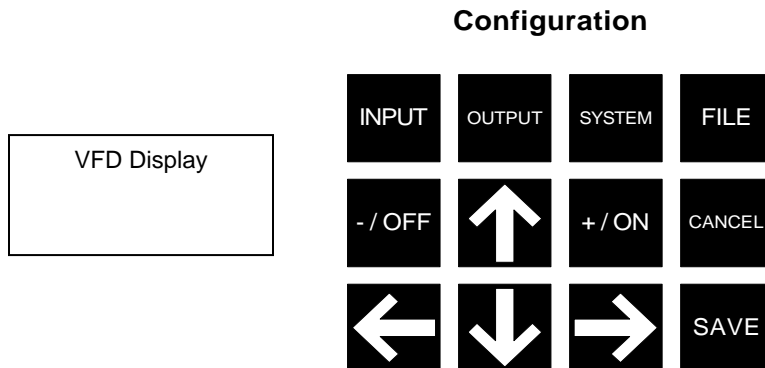 Configuration
INPUT OUTPUT SYSTEM FILE
VFD Display
- / OFF + / ON CANCEL
SAVE